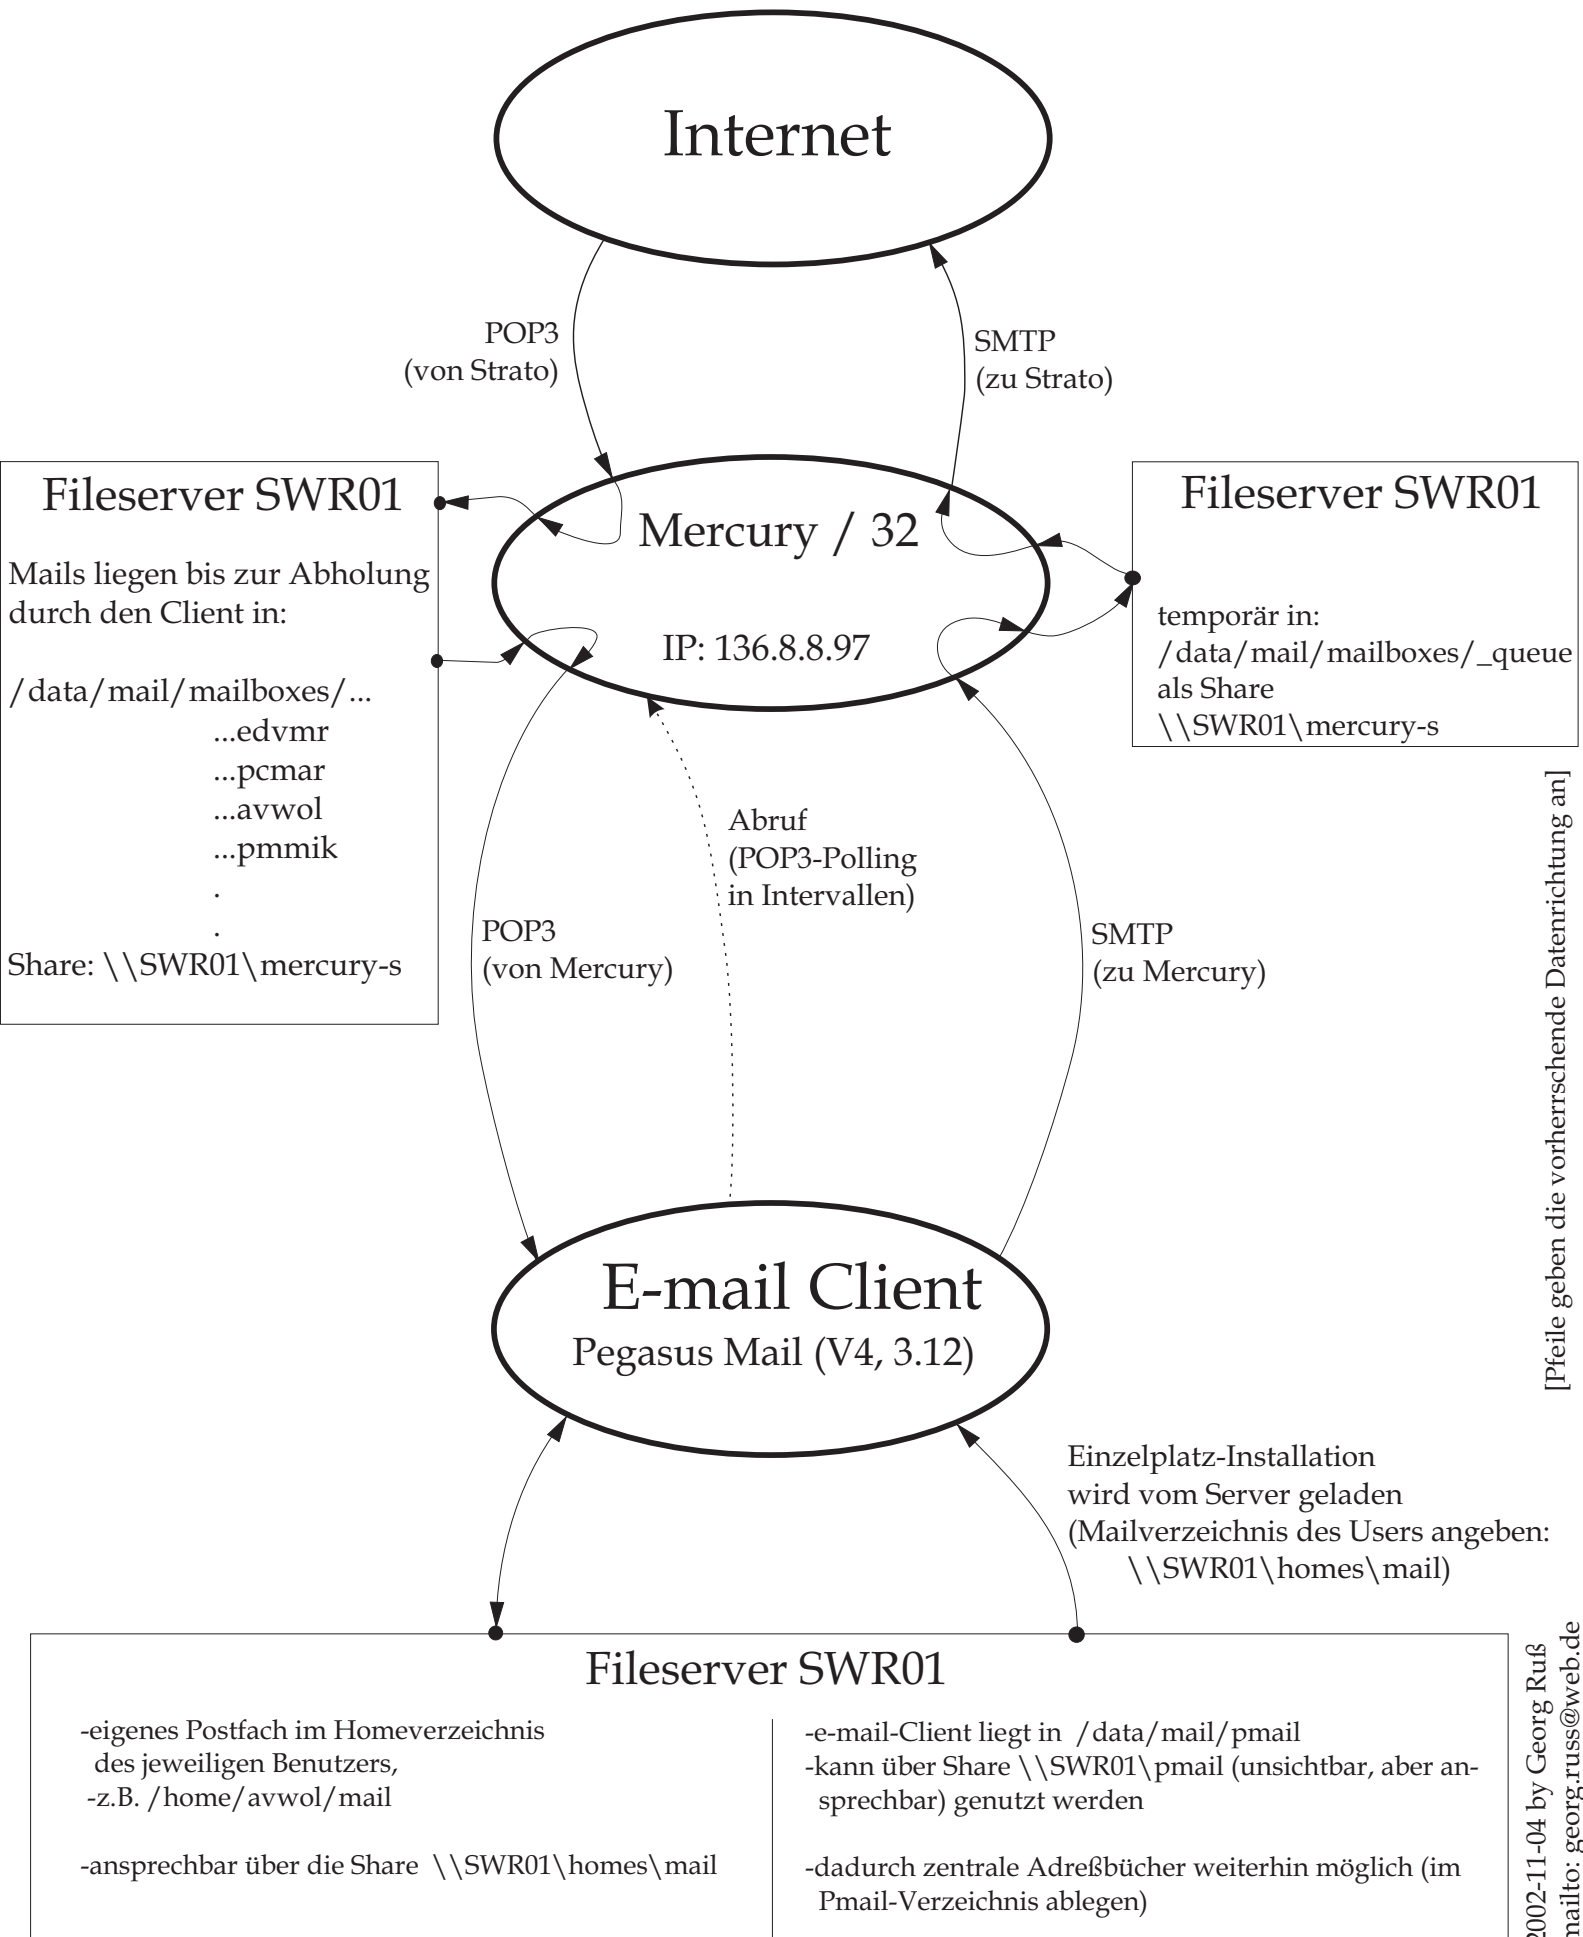 Internet
POP3
(von Strato)
SMTP
(zu Strato)
Fileserver SWR01
Mails liegen bis zur Abholung
durch den Client in:
/data/mail/mailboxes/...
...edvmr
...pcmar
...avwol
...pmmik
.
.
Share: \\SWR01\mercury-s
Mercury / 32
IP: 136.8.8.97
Fileserver SWR01
temporär in:
/data/mail/mailboxes/_queue
als Share
\\SWR01\mercury-s
Abruf
(POP3-Polling
in Intervallen)
POP3
(von Mercury)
SMTP
(zu Mercury)
[Pfeile geben die vorherrschende Datenrichtung an]
E-mail Client
Pegasus Mail (V4, 3.12)
Einzelplatz-Installation
wird vom Server geladen
(Mailverzeichnis des Users angeben:
\\SWR01\homes\mail)
Fileserver SWR01
-eigenes Postfach im Homeverzeichnis
des jeweiligen Benutzers,
-z.B. /home/avwol/mail
-ansprechbar über die Share \\SWR01\homes\mail
-e-mail-Client liegt in /data/mail/pmail
-kann über Share \\SWR01\pmail (unsichtbar, aber an-
sprechbar) genutzt werden
-dadurch zentrale Adreßbücher weiterhin möglich (im
Pmail-Verzeichnis ablegen)
2002-11-04 by Georg Ruß
mailto: georg.russ@web.de